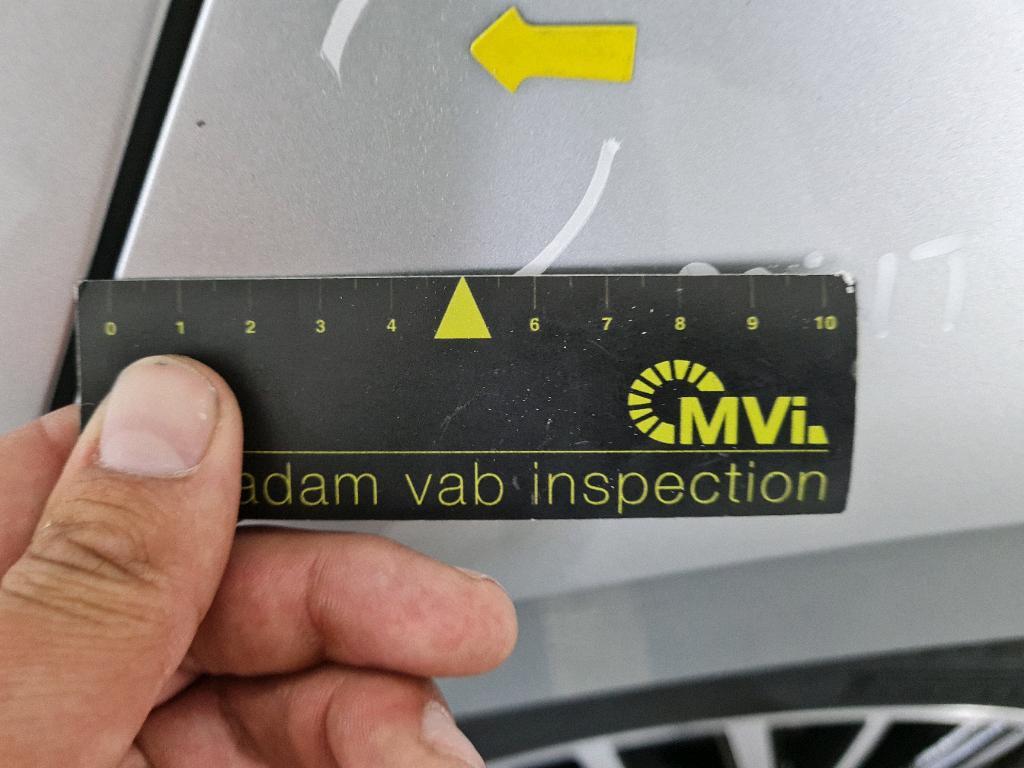 0 1 2 3 4 6 7 8 9 10
MVi.
adam vab inspection